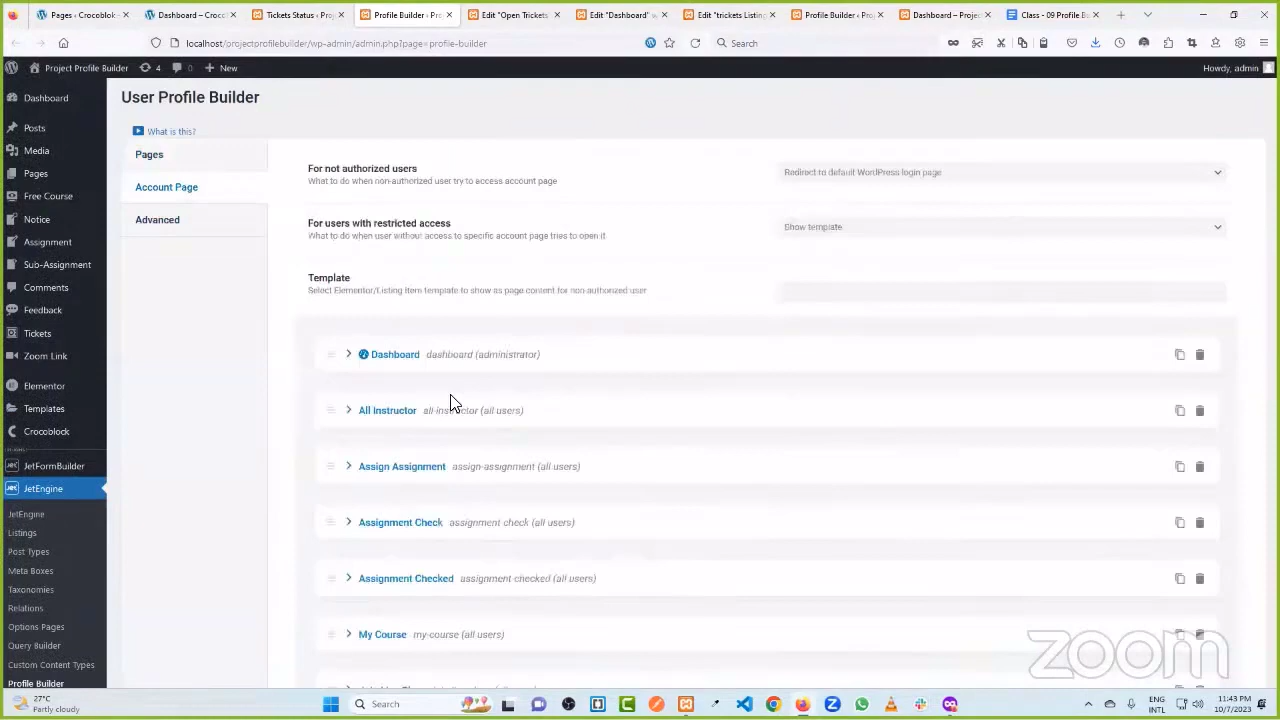 Pages ‹ Crocoblock
Dashboard – Croc
Tickets Status ‹ Proj
Profile Builder ‹ Pro
Edit "Open Tickets
Edit "Dashboard"
Edit "trickets Listing
Profile Builder ‹ P
Dashboard – Projec
Class - 09 Profile B
localhost/projectprofilebuilder/wp-admin/admin.php?page=profile-builder
Search
Project Profile Builder
4
0
New
Howdy, admin
Dashboard
Posts
Media
Pages
Free Course
Notice
Assignment
Sub-Assignment
Comments
Feedback
Tickets
Zoom Link
Elementor
Templates
Crocoblock
JetFormBuilder
JetEngine
JetEngine
Listings
Post Types
Meta Boxes
Taxonomies
Relations
Options Pages
Query Builder
Custom Content Types
Profile Builder
User Profile Builder
What is this?
Pages
Account Page
Advanced
For not authorized users
What to do when non-authorized user try to access account page
Redirect to default WordPress login page
For users with restricted access
What to do when user without access to specific account page tries to open it
Show template
Template
Select Elementor/Listing Item template to show as page content for non-authorized user
Dashboard dashboard (administrator)
All Instructor all-instructor (all users)
Assign Assignment assign-assignment (all users)
Assignment Check assignment check (all users)
Assignment Checked assignment checked (all users)
My Course my-course (all users)
zoom
27°C
Partly cloudy
Search
ENG
INTL
11:43 PM
10/7/2023